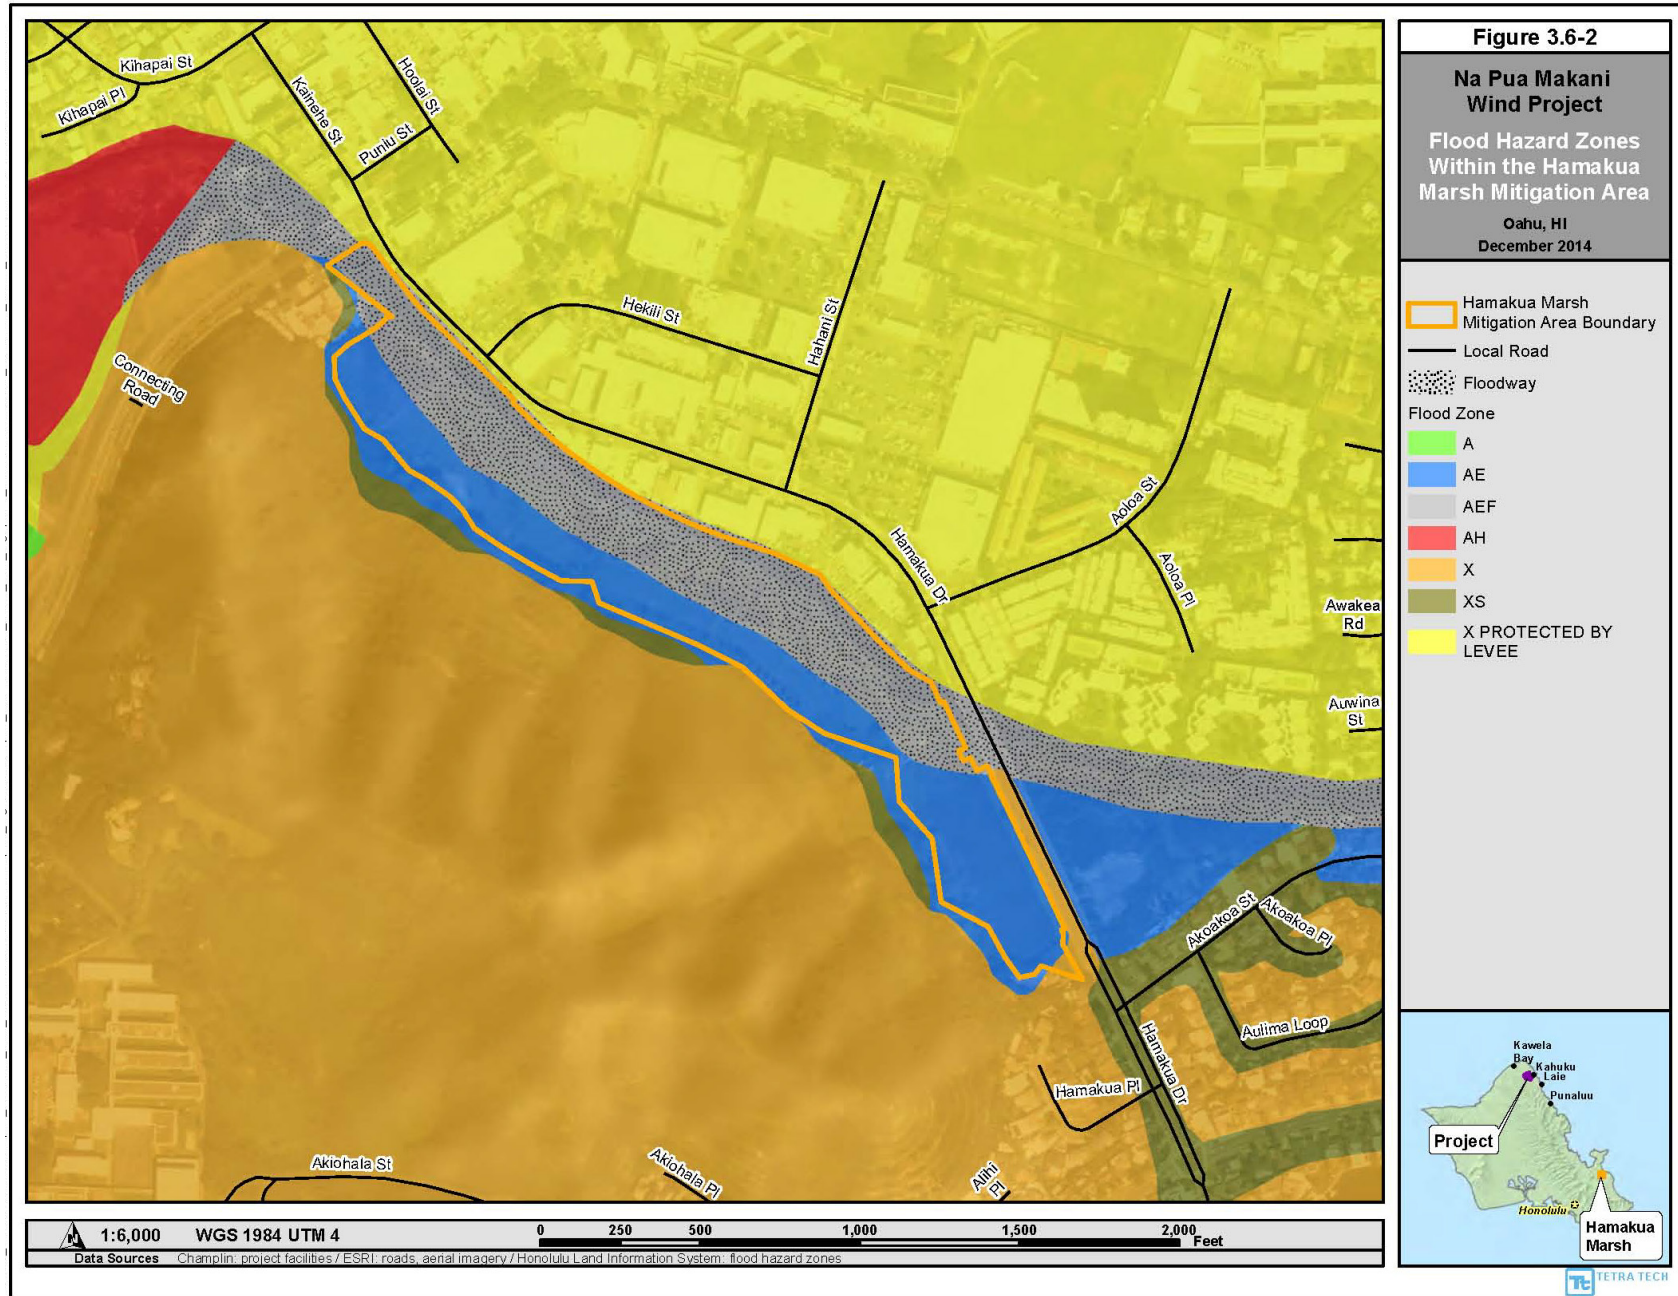 Figure 3.6-2
Na Pua Makani
Wind Project
Flood Hazard Zones
Within the Hamakua
Marsh Mitigation Area
Oahu, HI
December 2014
Hamakua Marsh
Mitigation Area Boundary
Local Road
Floodway
Flood Zone
A
AE
AEF
AH
X
XS
X PROTECTED BY
LEVEE
Kihapai St
Kihapai Pl
Kainehe St
Hoolai St
Puniu St
Connecting
Road
Hekili St
Hahani St
Hamakua Dr
Aoloa St
Aoloa Pl
Awakea
Rd
Auwina
St
Akoakoa St
Akoakoa Pl
Aulima Loop
Hamakua Dr
Hamakua Pl
Akiohala St
Akiohala Pl
Alihi
Pl
Kawela
Bay
Kahuku
Laie
Punaluu
Project
Honolulu
Hamakua
Marsh
1:6,000
WGS 1984 UTM 4
0 250 500 1,000 1,500 2,000
Feet
Data Sources Champlin: project facilities / ESRI: roads, aerial imagery / Honolulu Land Information System: flood hazard zones
Tt TETRA TECH